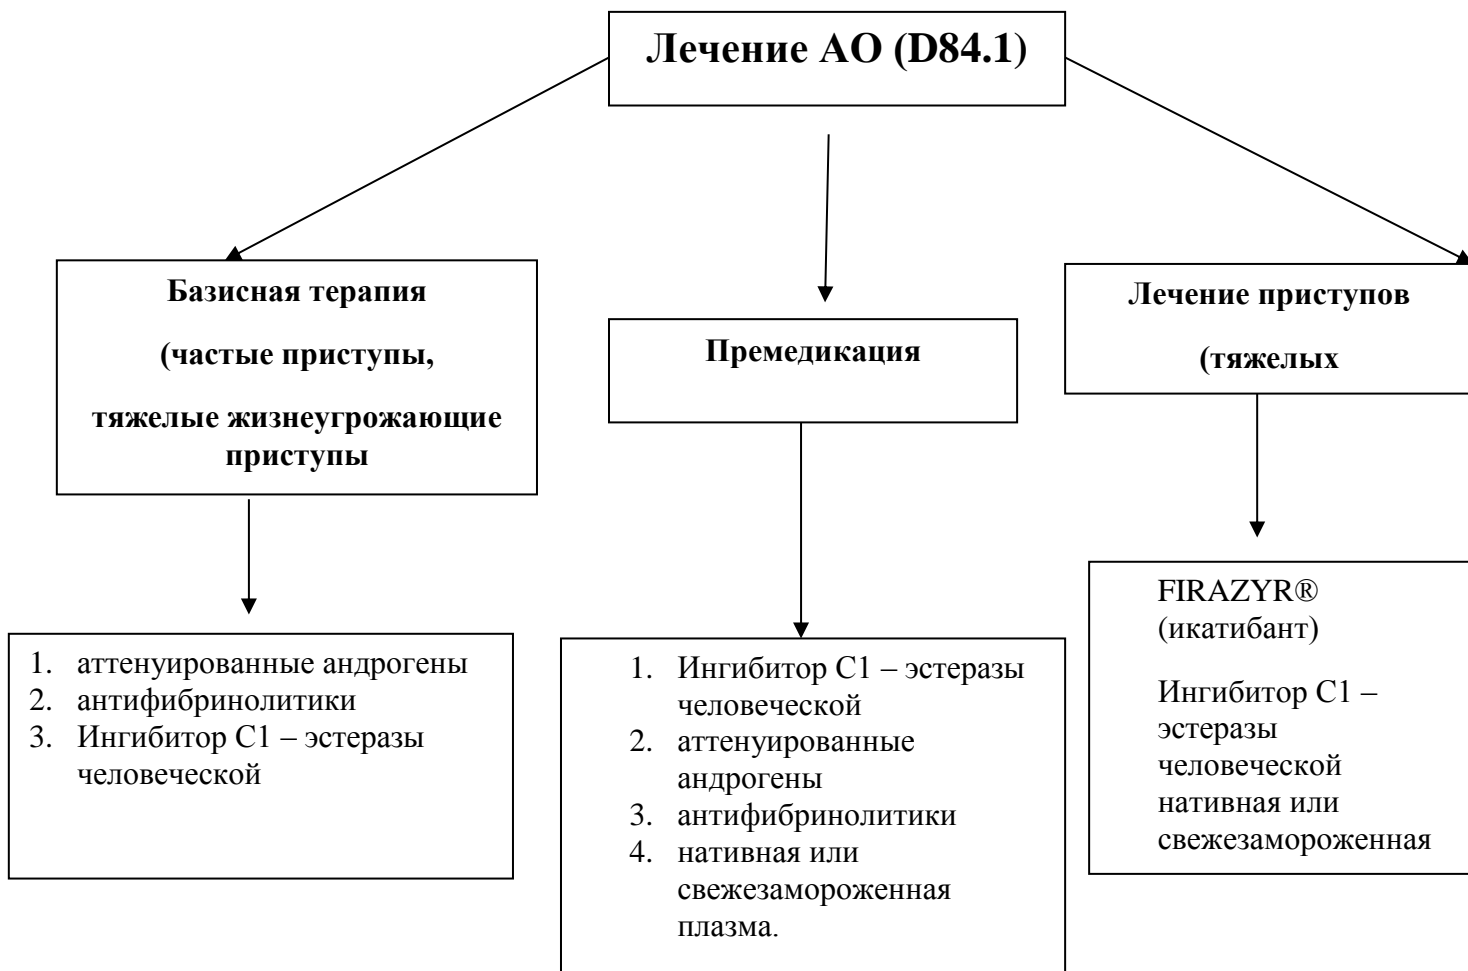 Лечение АО (D84.1)
Базисная терапия
(частые приступы,
тяжелые жизнеугрожающие
приступы
Премедикация
Лечение приступов
(тяжелых
1. аттенуированные андрогены
2. антифибринолитики
3. Ингибитор С1 – эстеразы
человеческой
1. Ингибитор С1 – эстеразы
человеческой
2. аттенуированные
андрогены
3. антифибринолитики
4. нативная или
свежезамороженная
плазма.
FIRAZYR®
(икатибант)
Ингибитор С1 –
эстеразы
человеческой
нативная или
свежезамороженная